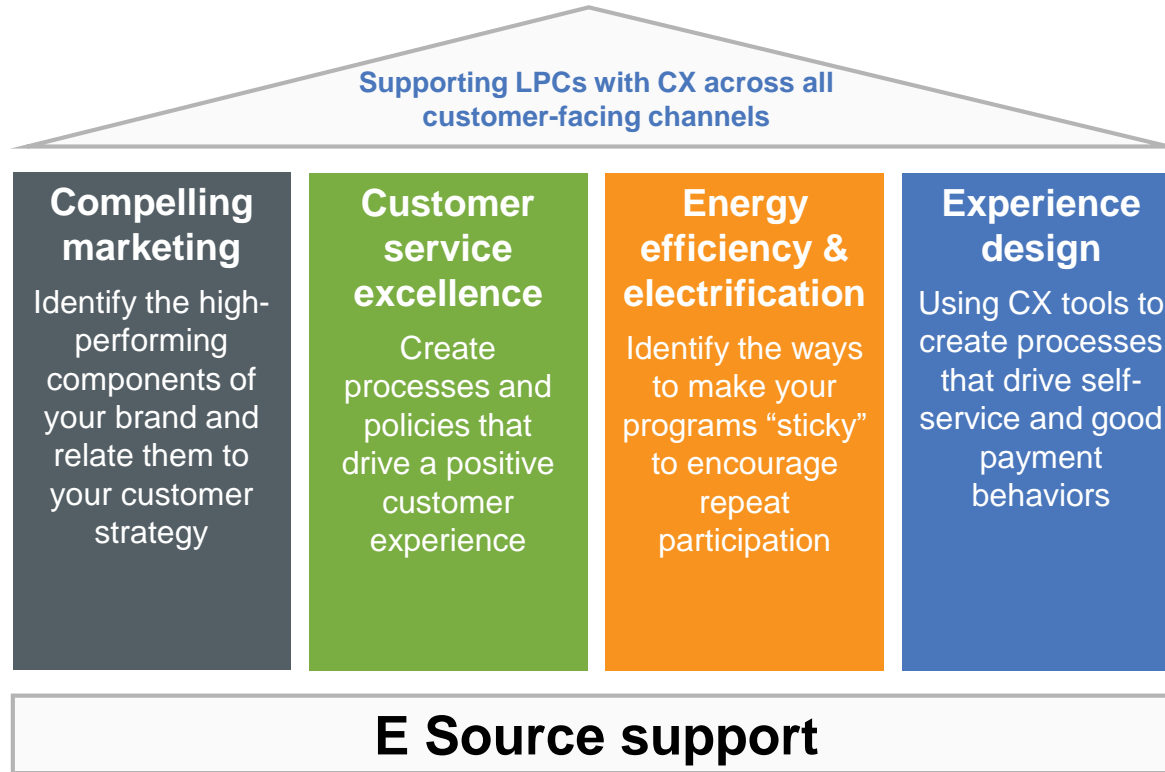 Supporting LPCs with CX across all
customer-facing channels
Compelling
marketing
Identify the high-
performing
components of
your brand and
relate them to
your customer
strategy
Customer
service
excellence
Create
processes and
policies that
drive a positive
customer
experience
Energy
efficiency &
electrification
Identify the ways
to make your
programs “sticky”
to encourage
repeat
participation
Experience
design
Using CX tools to
create processes
that drive self-
service and good
payment
behaviors
E Source support